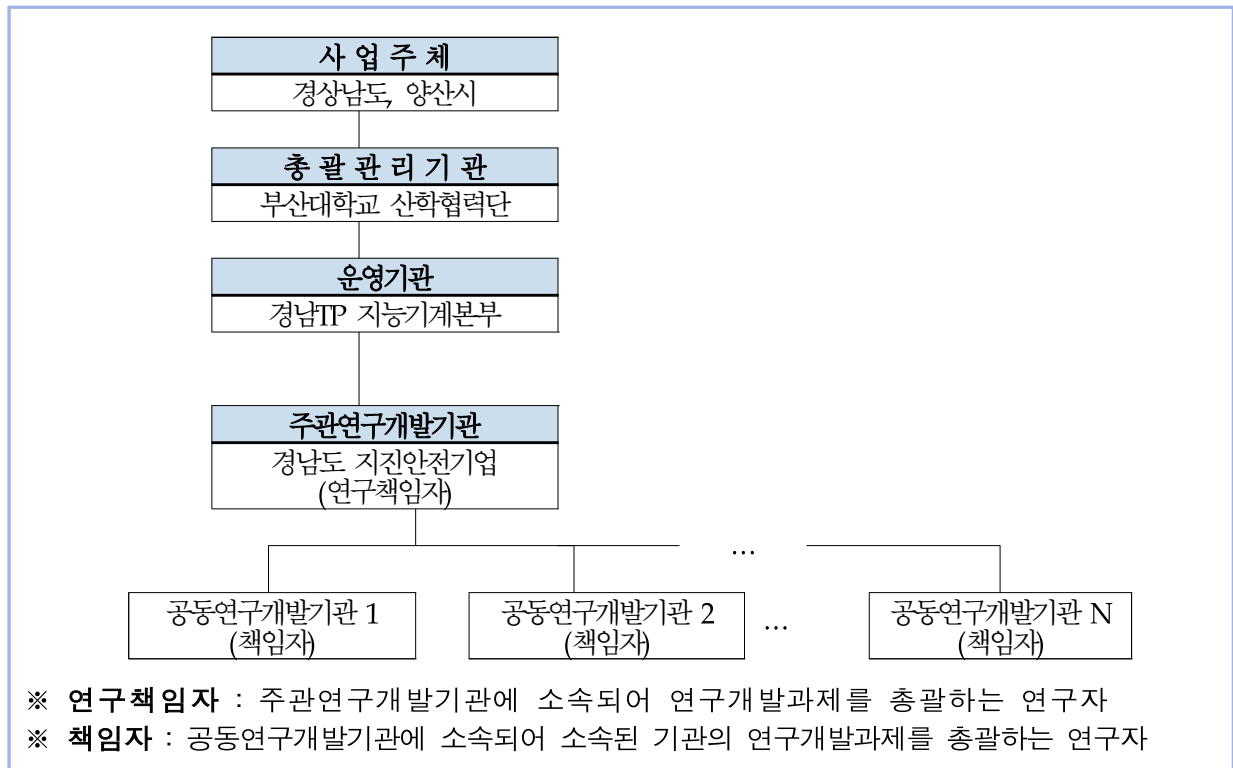 사 업 주 체
경상남도, 양산시
총 괄 관 리 기 관
부산대학교 산학협력단
운영기관
경남TP 지능기계본부
주관연구개발기관
경남도 지진안전기업
(연구책임자)
...
공동연구개발기관 1
(책임자)
공동연구개발기관 2
(책임자)
...
공동연구개발기관 N
(책임자)
※ 연구책임자 : 주관연구개발기관에 소속되어 연구개발과제를 총괄하는 연구자
※ 책임자 : 공동연구개발기관에 소속되어 소속된 기관의 연구개발과제를 총괄하는 연구자